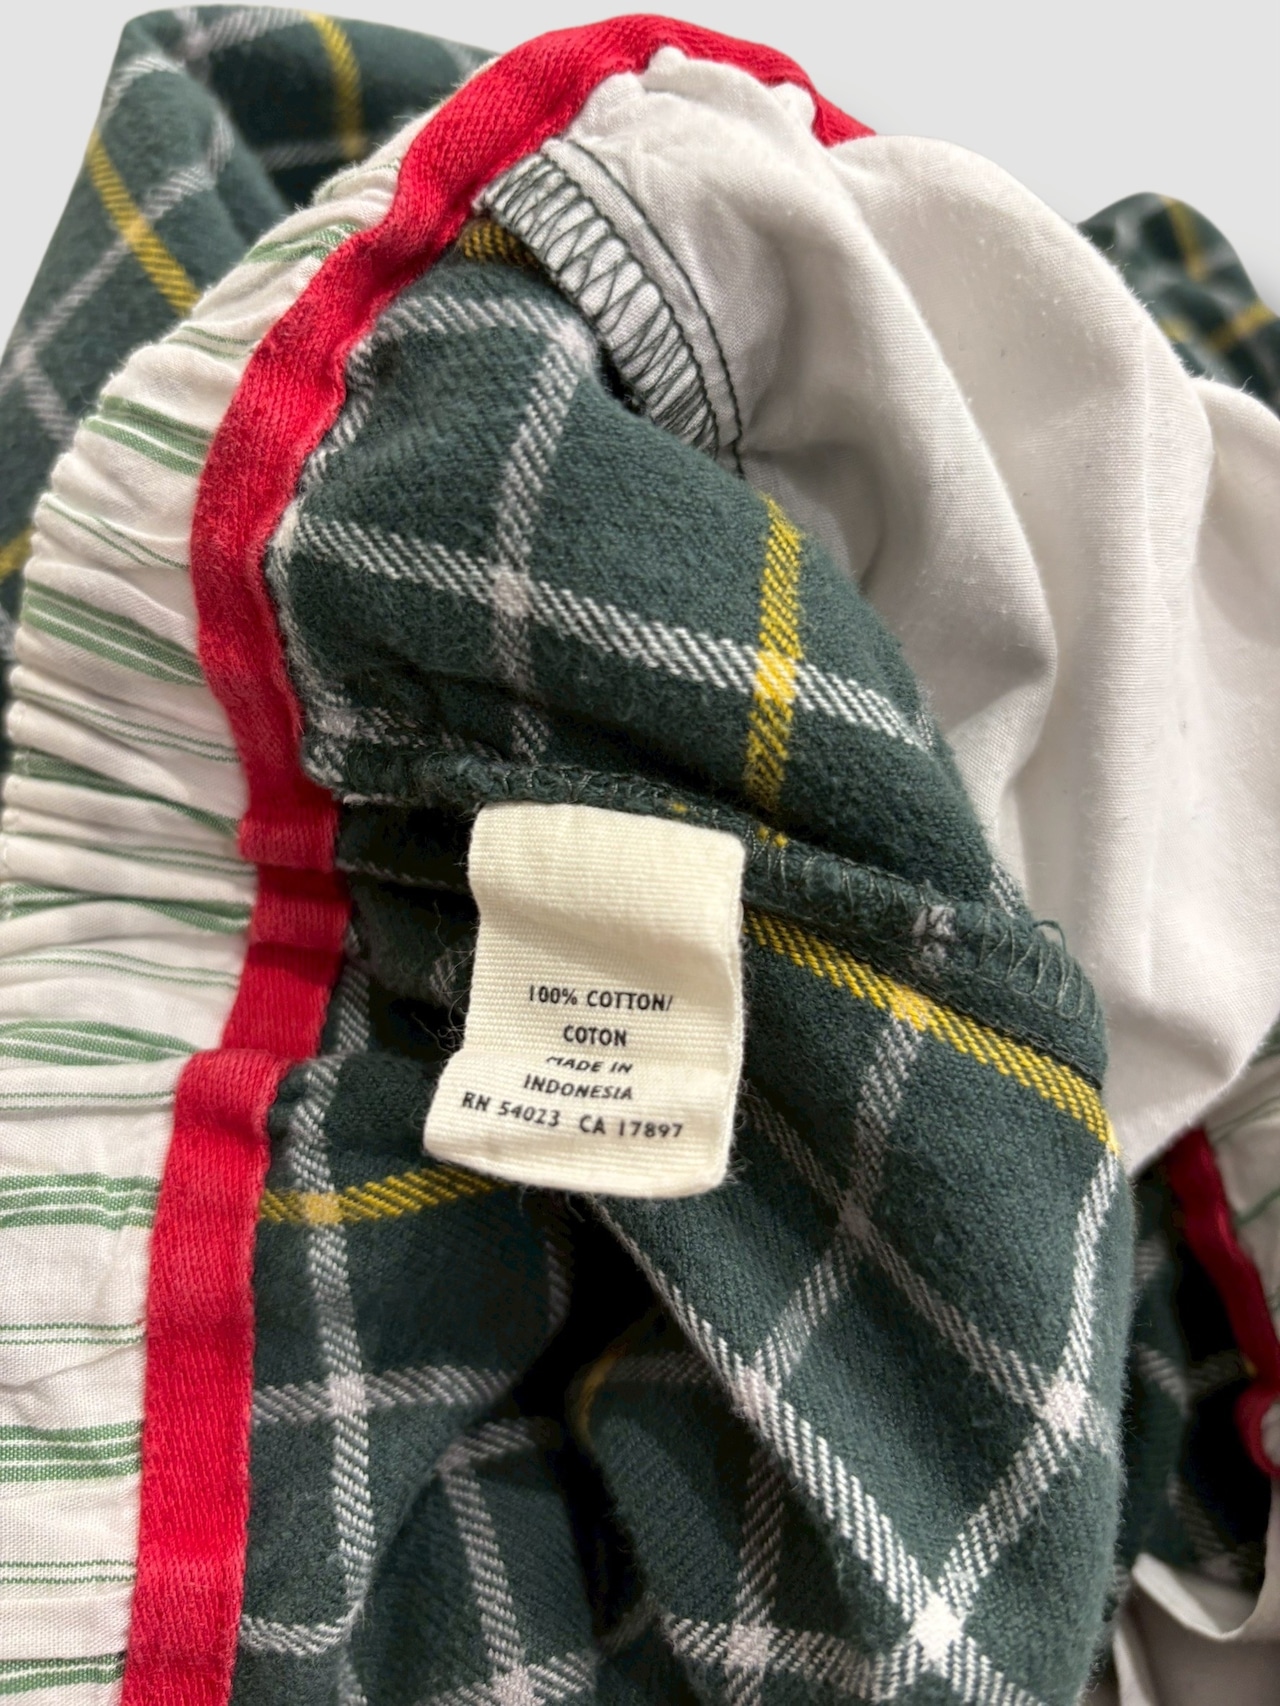 100% COTTON/
COTON
MADE IN
INDONESIA
RN 54023 CA 17897